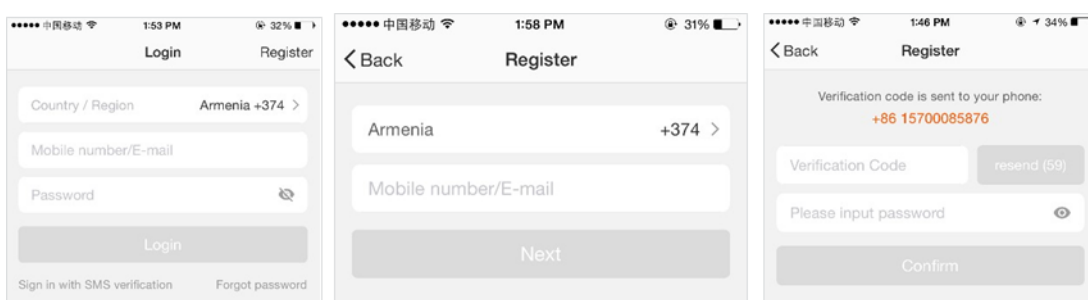 中国移动 1:53 PM 32%
Login Register
Country / Region Armenia +374
Mobile number/E-mail
Password
Login
Sign in with SMS verification Forgot password
中国移动 1:58 PM 31%
Back Register
Armenia +374
Mobile number/E-mail
Next
中国移动 1:46 PM 34%
Back Register
Verification code is sent to your phone:
+86 15700085876
Verification Code resend (59)
Please input password
Confirm